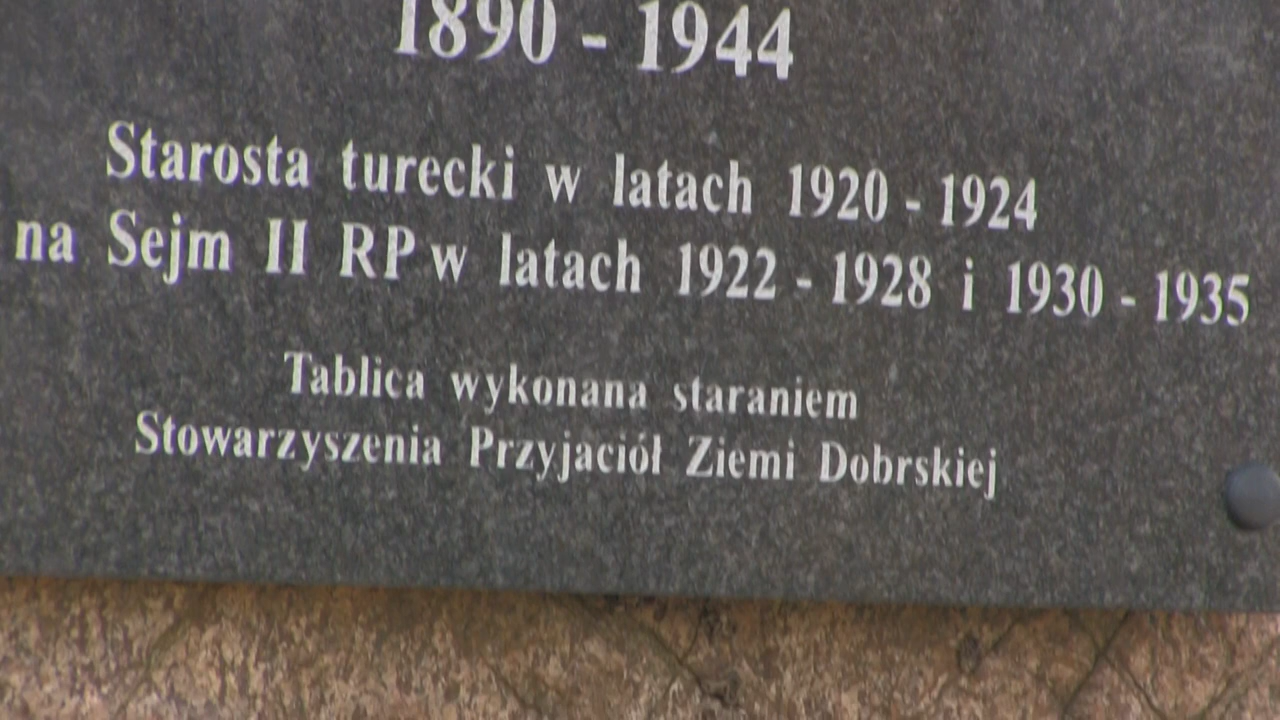 1890 - 1944
Starosta turecki w latach 1920 - 1924
na Sejm II RP w latach 1922 - 1928 i 1930 - 1935
Tablica wykonana staraniem
Stowarzyszenia Przyjaciół Ziemi Dobrskiej